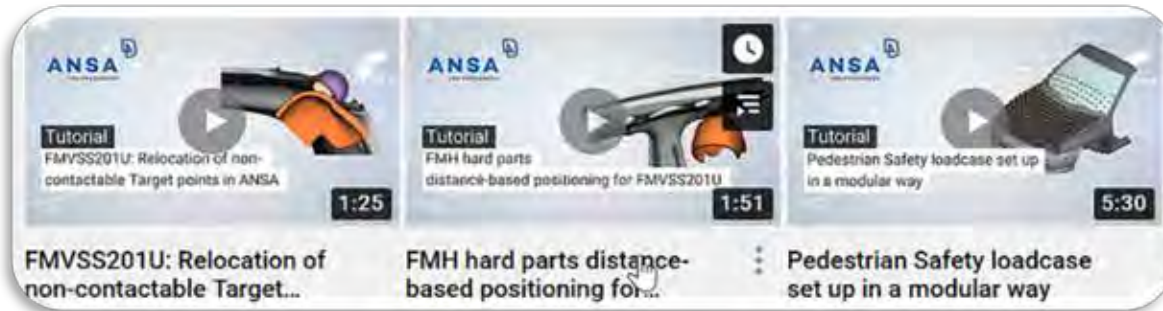 ANSA
Tutorial
FMVSS201U: Relocation of non-
contactable Target points in ANSA
1:25
FMVSS201U: Relocation of
non-contactable Target...
ANSA
Tutorial
FMH hard parts
distance-based positioning for FMVSS201U
1:51
FMH hard parts distance-
based positioning for...
ANSA
Tutorial
Pedestrian Safety loadcase set up
in a modular way
5:30
Pedestrian Safety loadcase
set up in a modular way